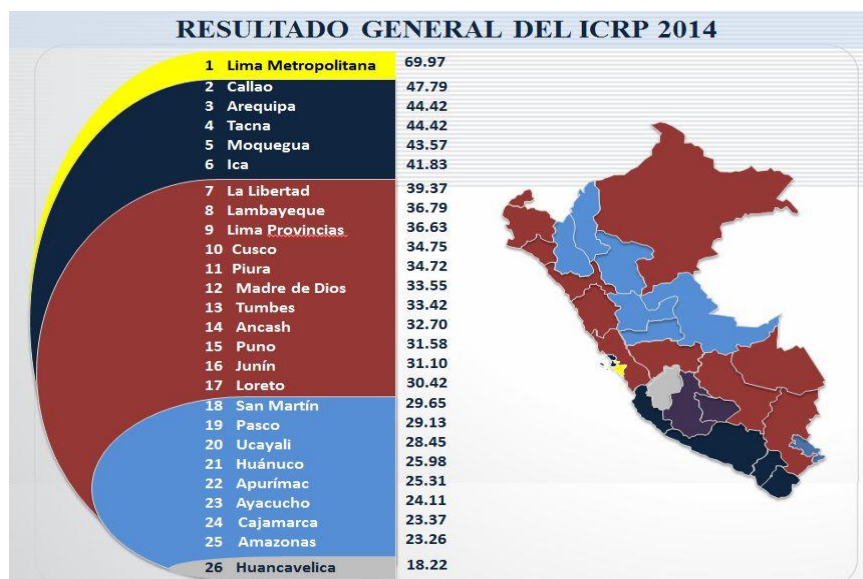 RESULTADO GENERAL DEL ICRP 2014
1 Lima Metropolitana 69.97
2 Callao 47.79
3 Arequipa 44.42
4 Tacna 44.42
5 Moquegua 43.57
6 Ica 41.83
7 La Libertad 39.37
8 Lambayeque 36.79
9 Lima Provincias 36.63
10 Cusco 34.75
11 Piura 34.72
12 Madre de Dios 33.55
13 Tumbes 33.42
14 Ancash 32.70
15 Puno 31.58
16 Junín 31.10
17 Loreto 30.42
18 San Martín 29.65
19 Pasco 29.13
20 Ucayali 28.45
21 Huánuco 25.98
22 Apurímac 25.31
23 Ayacucho 24.11
24 Cajamarca 23.37
25 Amazonas 23.26
26 Huancavelica 18.22